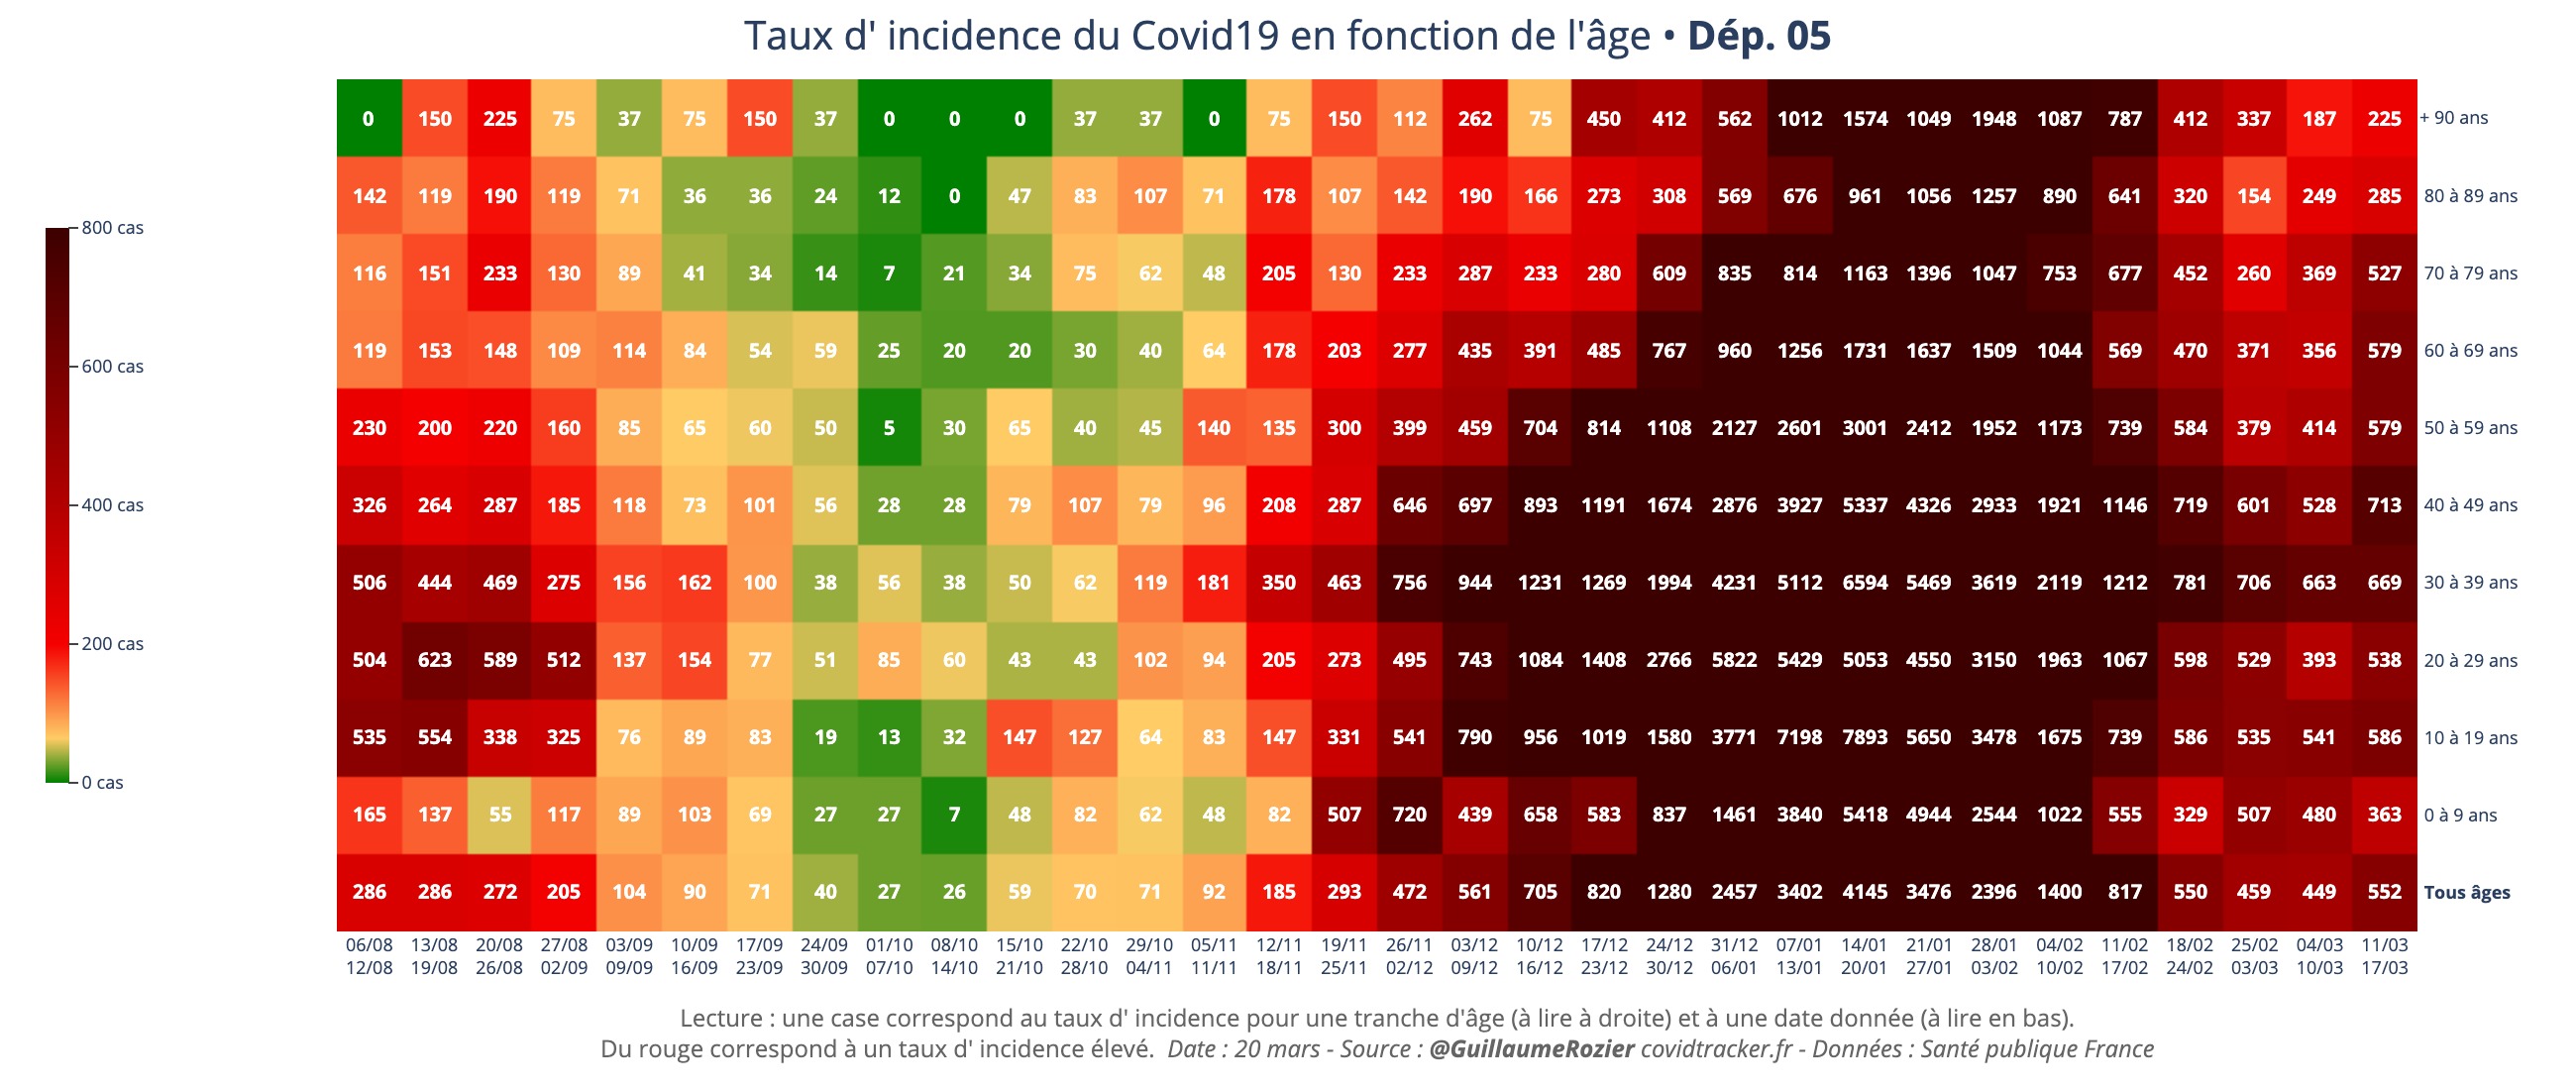 Taux d' incidence du Covid19 en fonction de l'âge • Dép. 05
800 cas
600 cas
400 cas
200 cas
0 cas
0 150 225 75 37 75 150 37 0 0 0 37 37 0 75 150 112 262 75 450 412 562 1012 1574 1049 1948 1087 787 412 337 187 225 + 90 ans
142 119 190 119 71 36 36 24 12 0 47 83 107 71 178 107 142 190 166 273 308 569 676 961 1056 1257 890 641 320 154 249 285 80 à 89 ans
116 151 233 130 89 41 34 14 7 21 34 75 62 48 205 130 233 287 233 280 609 835 814 1163 1396 1047 753 677 452 260 369 527 70 à 79 ans
119 153 148 109 114 84 54 59 25 20 20 30 40 64 178 203 277 435 391 485 767 960 1256 1731 1637 1509 1044 569 470 371 356 579 60 à 69 ans
230 200 220 160 85 65 60 50 5 30 65 40 45 140 135 300 399 459 704 814 1108 2127 2601 3001 2412 1952 1173 739 584 379 414 579 50 à 59 ans
326 264 287 185 118 73 101 56 28 28 79 107 79 96 208 287 646 697 893 1191 1674 2876 3927 5337 4326 2933 1921 1146 719 601 528 713 40 à 49 ans
506 444 469 275 156 162 100 38 56 38 50 62 119 181 350 463 756 944 1231 1269 1994 4231 5112 6594 5469 3619 2119 1212 781 706 663 669 30 à 39 ans
504 623 589 512 137 154 77 51 85 60 43 43 102 94 205 273 495 743 1084 1408 2766 5822 5429 5053 4550 3150 1963 1067 598 529 393 538 20 à 29 ans
535 554 338 325 76 89 83 19 13 32 147 127 64 83 147 331 541 790 956 1019 1580 3771 7198 7893 5650 3478 1675 739 586 535 541 586 10 à 19 ans
165 137 55 117 89 103 69 27 27 7 48 82 62 48 82 507 720 439 658 583 837 1461 3840 5418 4944 2544 1022 555 329 507 480 363 0 à 9 ans
286 286 272 205 104 90 71 40 27 26 59 70 71 92 185 293 472 561 705 820 1280 2457 3402 4145 3476 2396 1400 817 550 459 449 552 Tous âges
06/08 13/08 20/08 27/08 03/09 10/09 17/09 24/09 01/10 08/10 15/10 22/10 29/10 05/11 12/11 19/11 26/11 03/12 10/12 17/12 24/12 31/12 07/01 14/01 21/01 28/01 04/02 11/02 18/02 25/02 04/03 11/03
12/08 19/08 26/08 02/09 09/09 16/09 23/09 30/09 07/10 14/10 21/10 28/10 04/11 11/11 18/11 25/11 02/12 09/12 16/12 23/12 30/12 06/01 13/01 20/01 27/01 03/02 10/02 17/02 24/02 03/03 10/03 17/03
Lecture : une case correspond au taux d' incidence pour une tranche d'âge (à lire à droite) et à une date donnée (à lire en bas).
Du rouge correspond à un taux d' incidence élevé. Date : 20 mars - Source : @GuillaumeRozier covidtracker.fr - Données : Santé publique France